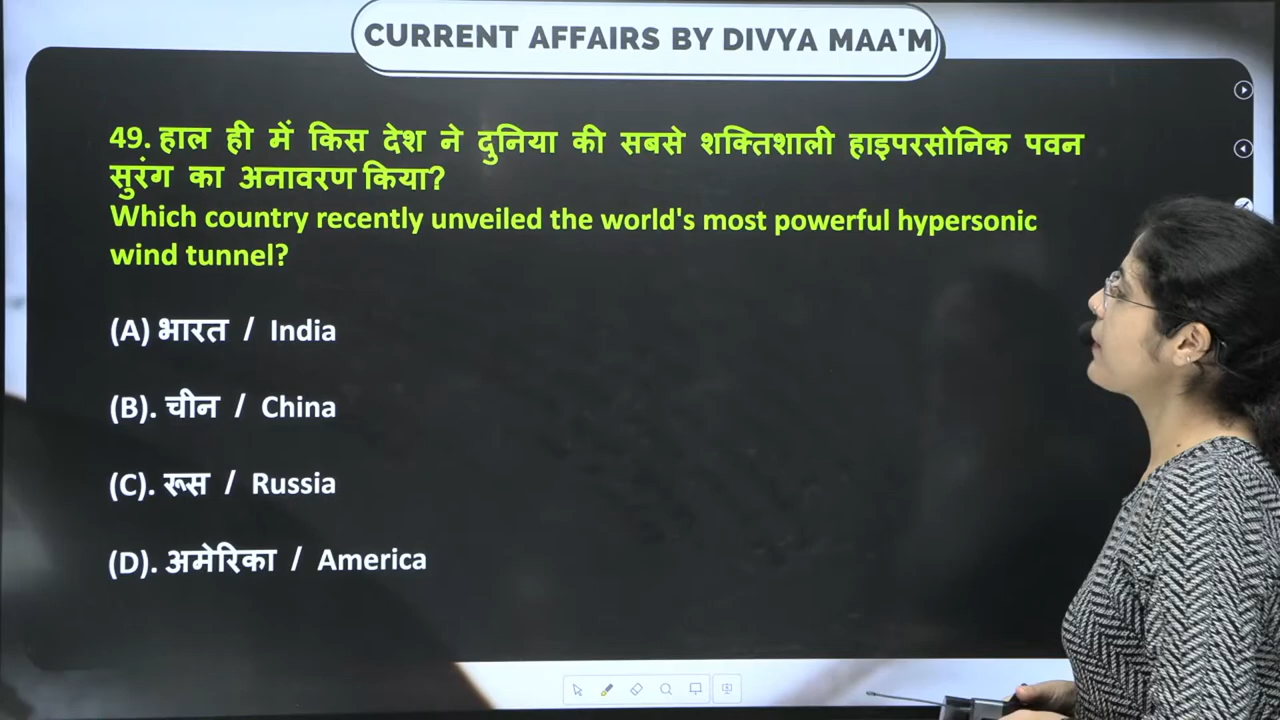 CURRENT AFFAIRS BY DIVYA MAA'M
49. हाल ही में किस देश ने दुनिया की सबसे शक्तिशाली हाइपरसोनिक पवन
सुरंग का अनावरण किया?
Which country recently unveiled the world's most powerful hypersonic
wind tunnel?
(A) भारत / India
(B). चीन / China
(C). रूस / Russia
(D). अमेरिका / America